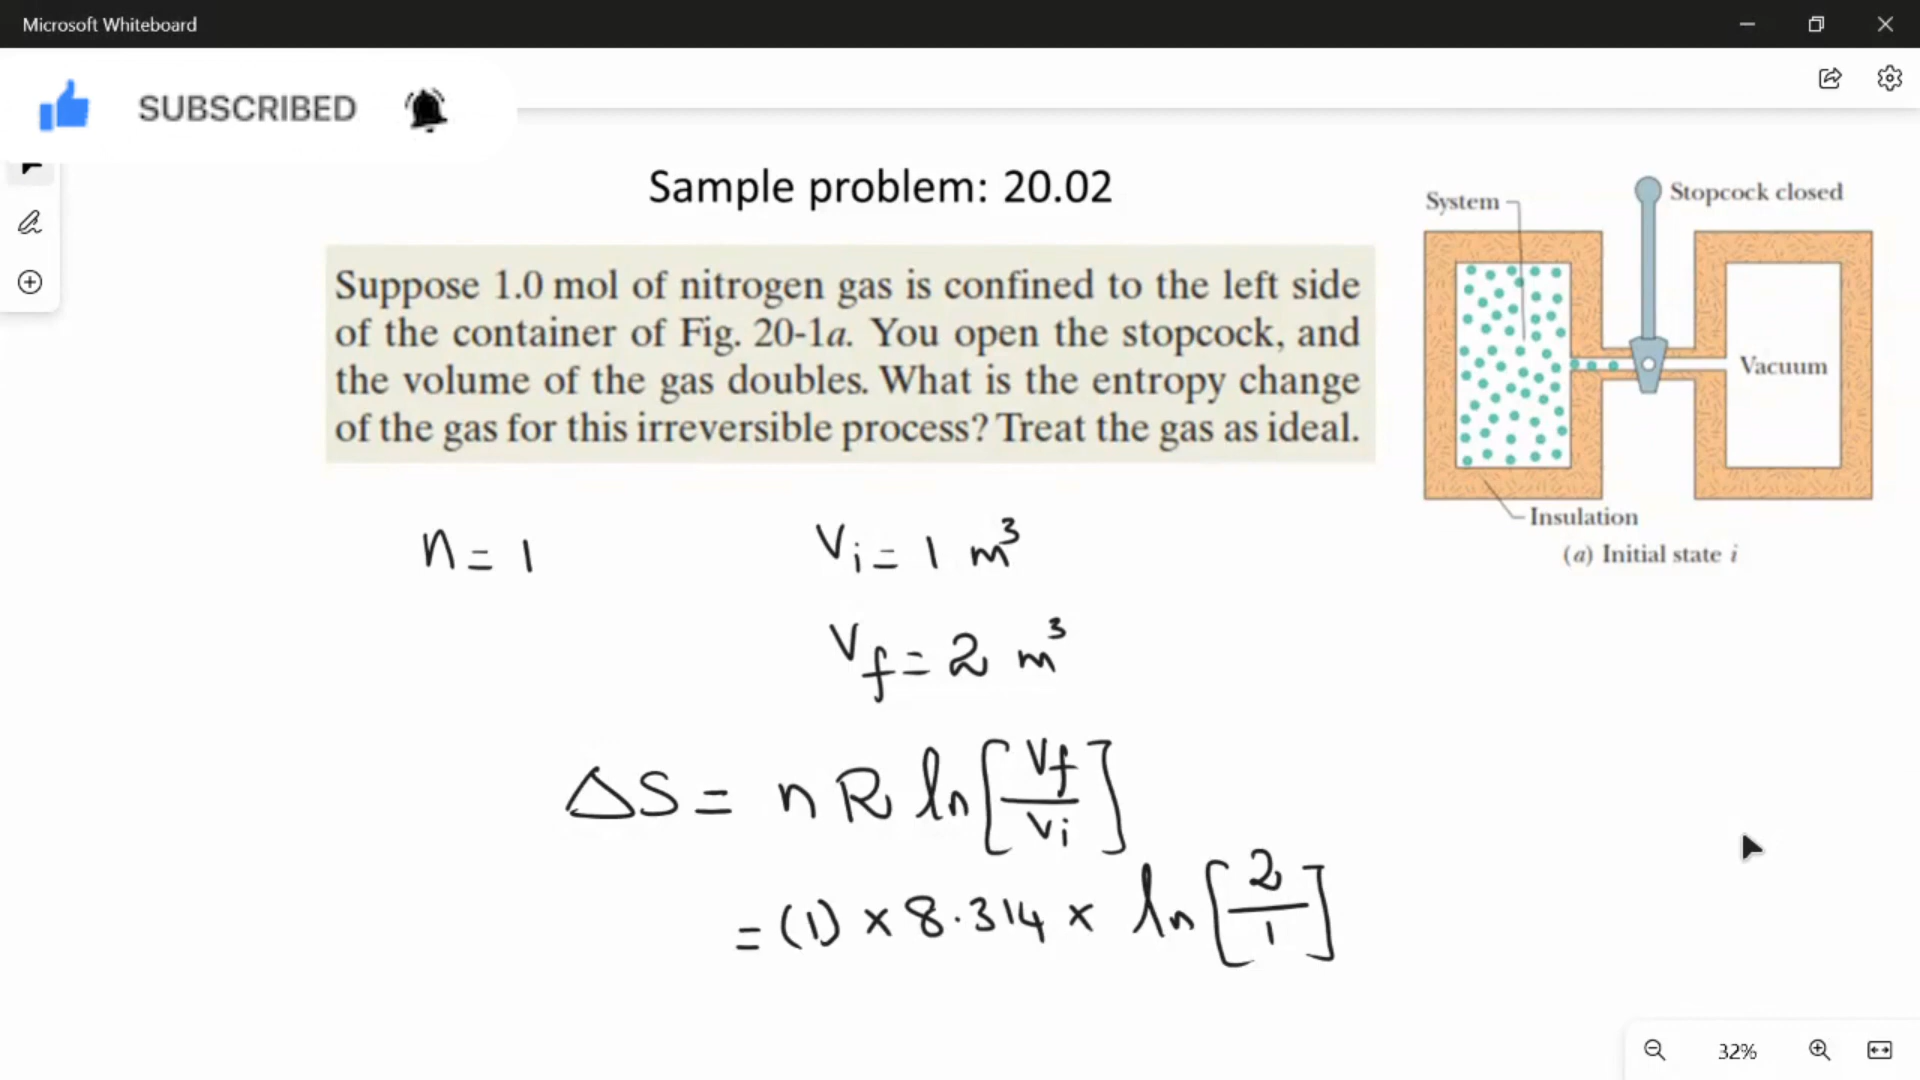 Microsoft Whiteboard
SUBSCRIBED
Sample problem: 20.02
Suppose 1.0 mol of nitrogen gas is confined to the left side
of the container of Fig. 20-1a. You open the stopcock, and
the volume of the gas doubles. What is the entropy change
of the gas for this irreversible process? Treat the gas as ideal.
System
Stopcock closed
Vacuum
Insulation
(a) Initial state i
n = 1
Vi = 1 m³
Vf = 2 m³
ΔS = n R ln[Vf/Vi]
= (1) × 8.314 × ln[2/1]
32%